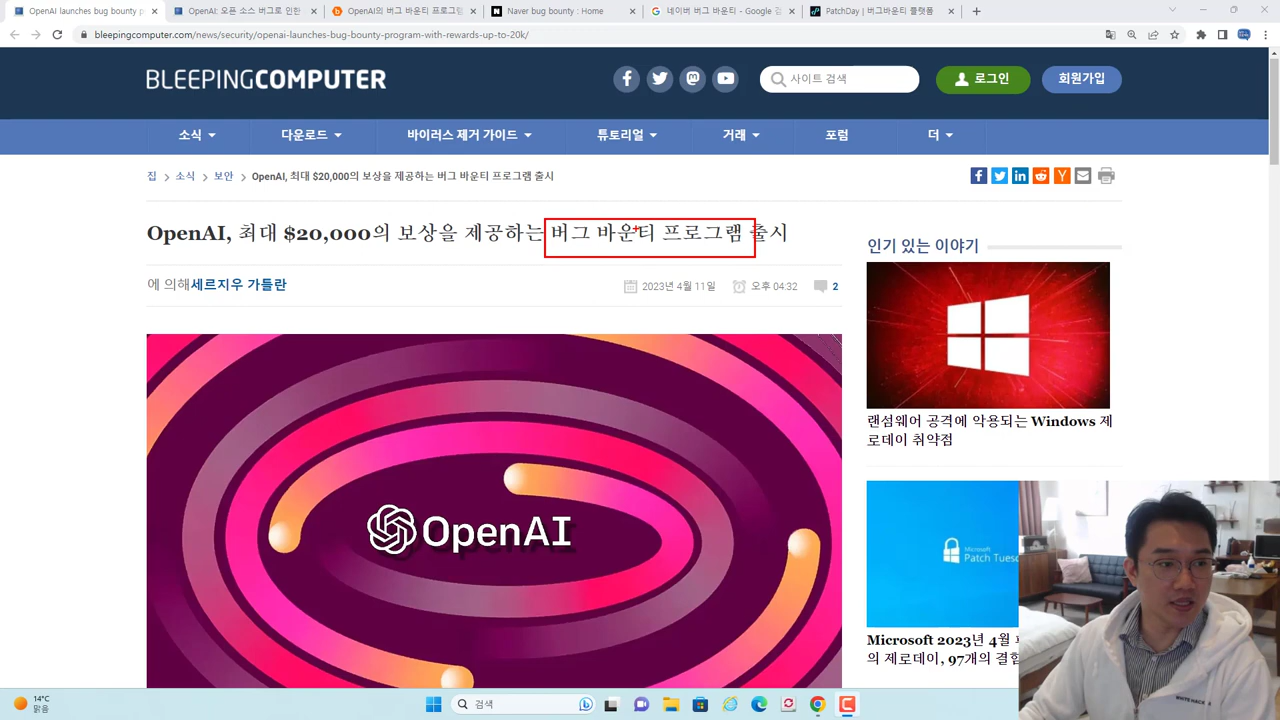 OpenAI launches bug bounty p
OpenAI: 오픈 소스 버그로 인한
OpenAI의 버그 바운티 프로그램
Naver bug bounty : Home
네이버 버그 바운티 - Google 검
PatchDay | 버그바운티 플랫폼
bleepingcomputer.com/news/security/openai-launches-bug-bounty-program-with-rewards-up-to-20k/
BLEEPINGCOMPUTER
사이트 검색
로그인
회원가입
소식
다운로드
바이러스 제거 가이드
튜토리얼
거래
포럼
더
집 > 소식 > 보안 > OpenAI, 최대 $20,000의 보상을 제공하는 버그 바운티 프로그램 출시
OpenAI, 최대 $20,000의 보상을 제공하는 버그 바운티 프로그램 출시
에 의해세르지우 가틀란
2023년 4월 11일
오후 04:32
2
OpenAI
인기 있는 이야기
랜섬웨어 공격에 악용되는 Windows 제
로데이 취약점
Microsoft
Patch Tues
Microsoft 2023년 4월
의 제로데이, 97개의 결함
WHITE HACK
14°C
맑음
검색